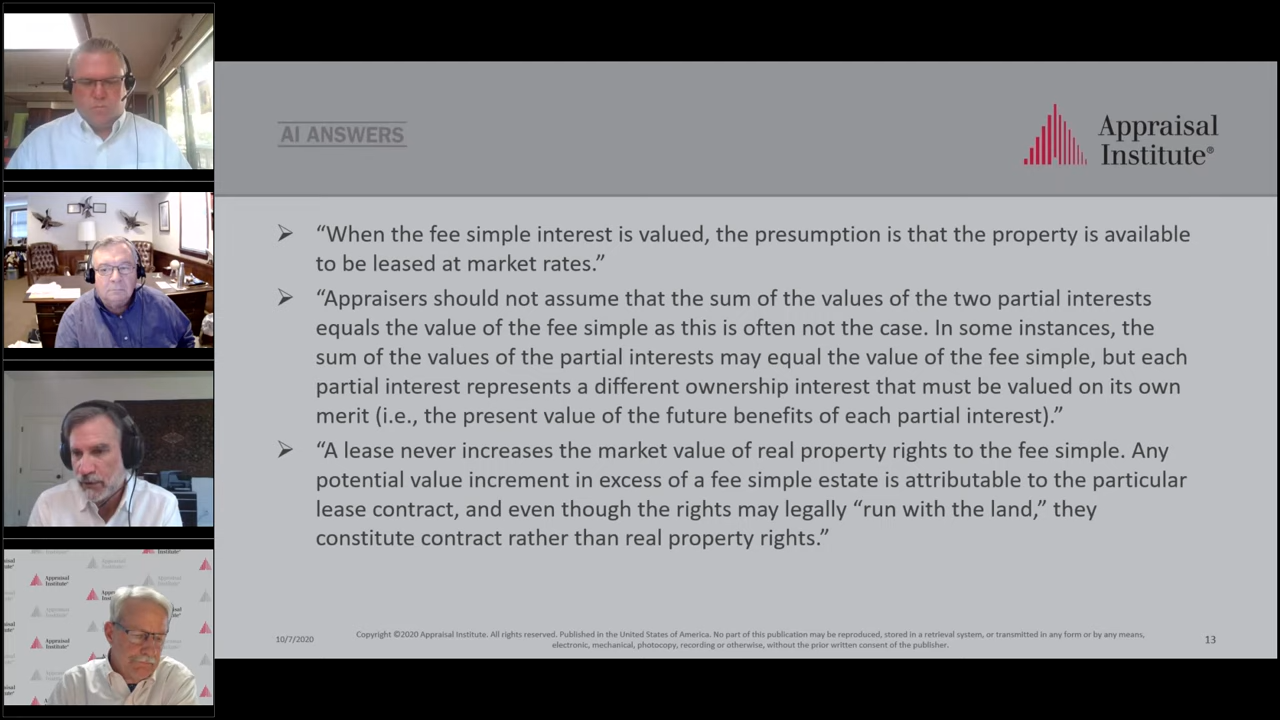 AI ANSWERS
Appraisal
Institute®
➢ “When the fee simple interest is valued, the presumption is that the property is available
to be leased at market rates.”
➢ “Appraisers should not assume that the sum of the values of the two partial interests
equals the value of the fee simple as this is often not the case. In some instances, the
sum of the values of the partial interests may equal the value of the fee simple, but each
partial interest represents a different ownership interest that must be valued on its own
merit (i.e., the present value of the future benefits of each partial interest).”
➢ “A lease never increases the market value of real property rights to the fee simple. Any
potential value increment in excess of a fee simple estate is attributable to the particular
lease contract, and even though the rights may legally “run with the land,” they
constitute contract rather than real property rights.”
10/7/2020
Copyright ©2020 Appraisal Institute. All rights reserved. Published in the United States of America. No part of this publication may be reproduced, stored in a retrieval system, or transmitted in any form or by any means,
electronic, mechanical, photocopy, recording or otherwise, without the prior written consent of the publisher.
13
Appraisal
Institute